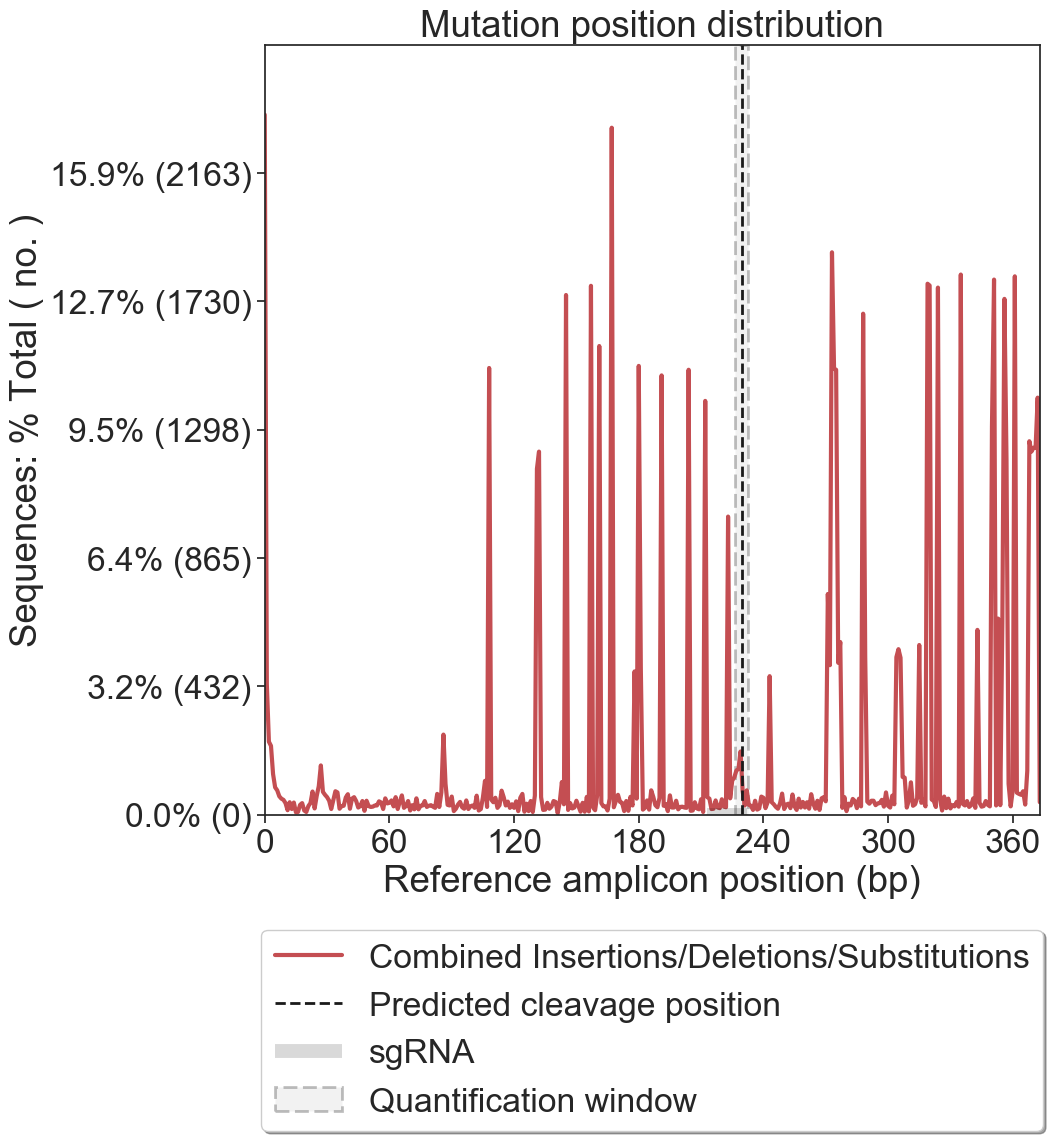 Mutation position distribution
Sequences: % Total ( no. )
15.9% (2163)
12.7% (1730)
9.5% (1298)
6.4% (865)
3.2% (432)
0.0% (0)
0 60 120 180 240 300 360
Reference amplicon position (bp)
Combined Insertions/Deletions/Substitutions
Predicted cleavage position
sgRNA
Quantification window